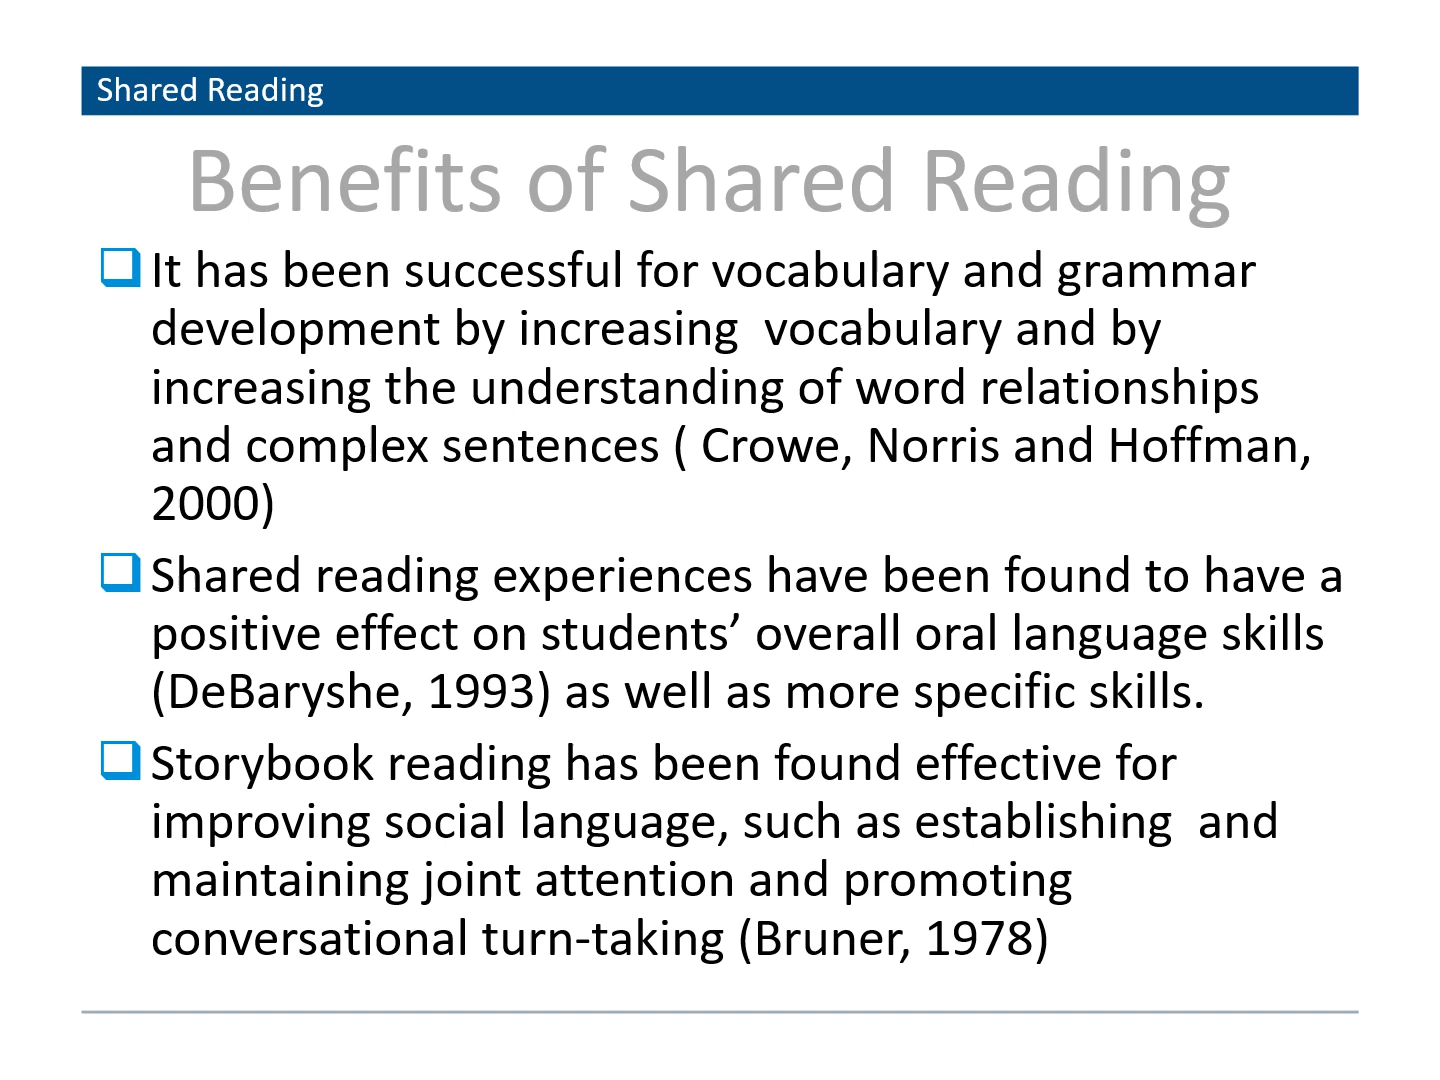 Shared Reading
Benefits of Shared Reading
It has been successful for vocabulary and grammar
development by increasing  vocabulary and by
increasing the understanding of word relationships
and complex sentences ( Crowe, Norris and Hoffman,
2000)
Shared reading experiences have been found to have a
positive effect on students’ overall oral language skills
(DeBaryshe, 1993) as well as more specific skills.
Storybook reading has been found effective for
improving social language, such as establishing  and
maintaining joint attention and promoting
conversational turn-taking (Bruner, 1978)